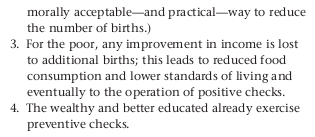 morally acceptable—and practical—way to reduce
the number of births.)
3. For the poor, any improvement in income is lost
to additional births; this leads to reduced food
consumption and lower standards of living and
eventually to the operation of positive checks.
4. The wealthy and better educated already exercise
preventive checks.